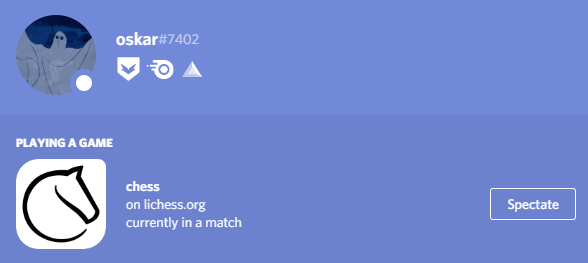 oskar#7402
PLAYING A GAME
chess
on lichess.org
currently in a match
Spectate